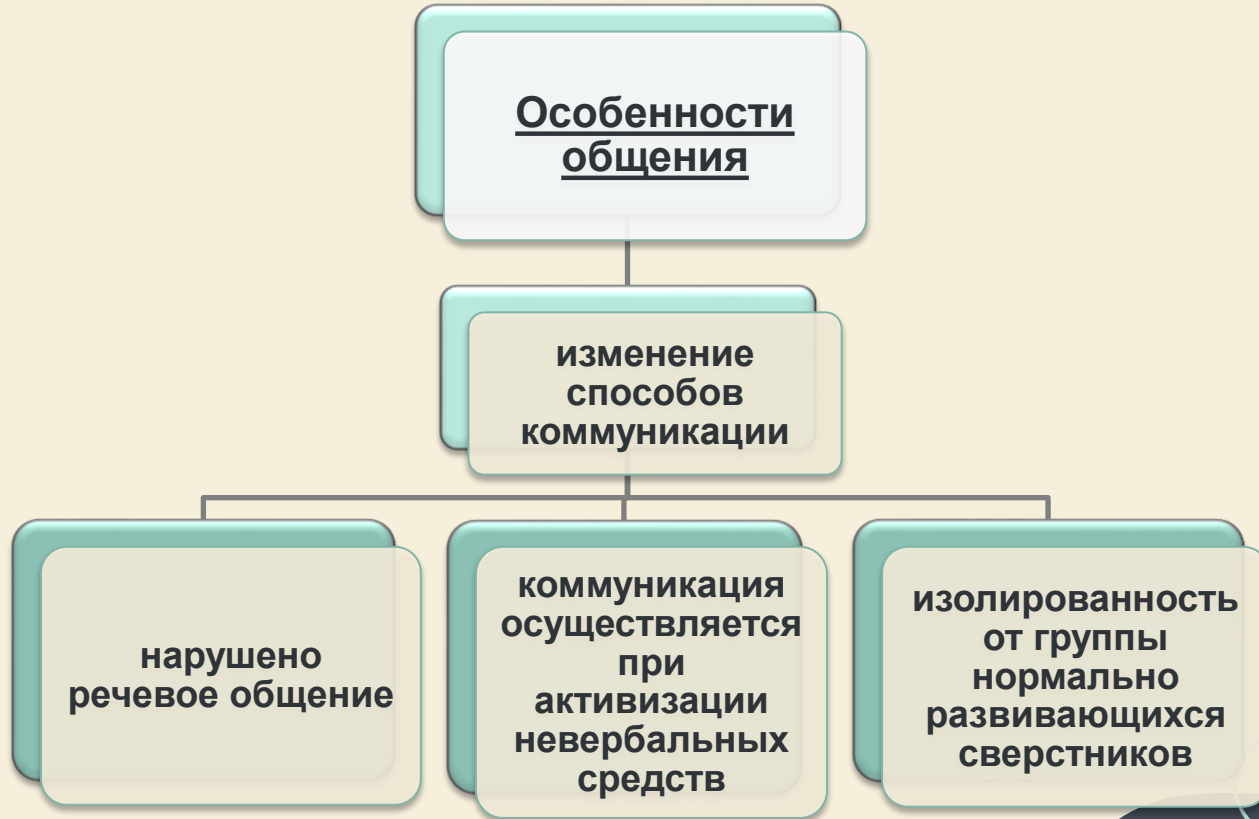 Особенности
общения
изменение
способов
коммуникации
нарушено
речевое общение
коммуникация
осуществляется
при
активизации
невербальных
средств
изолированность
от группы
нормально
развивающихся
сверстников